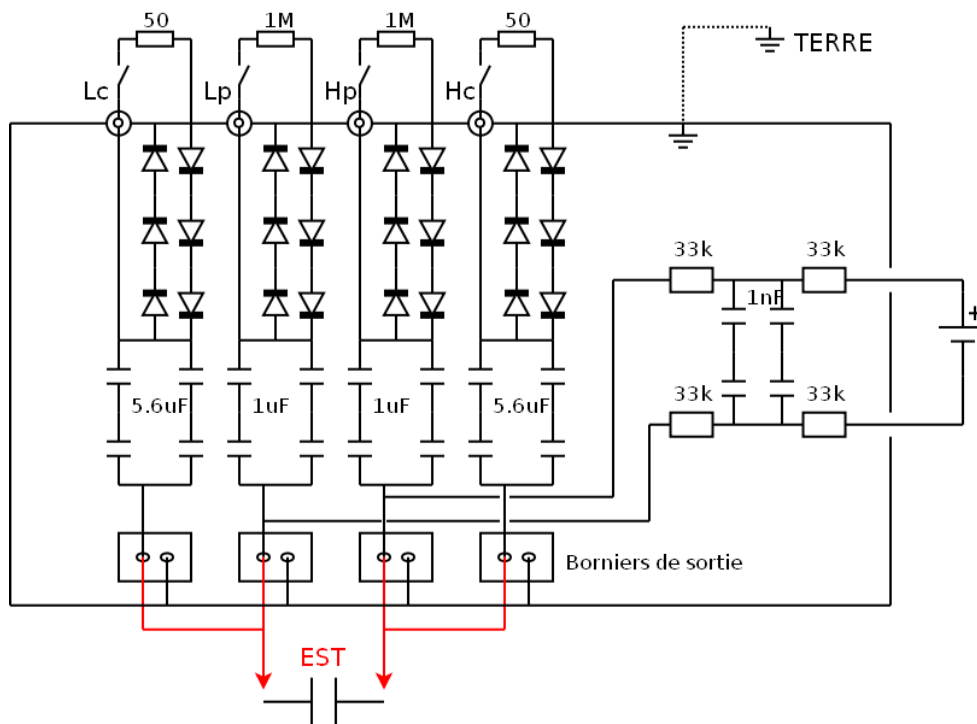 50
1M
1M
50
TERRE
Lc
Lp
Hp
Hc
33k
33k
1nF
+
33k
33k
5.6uF
1uF
1uF
5.6uF
Borniers de sortie
EST